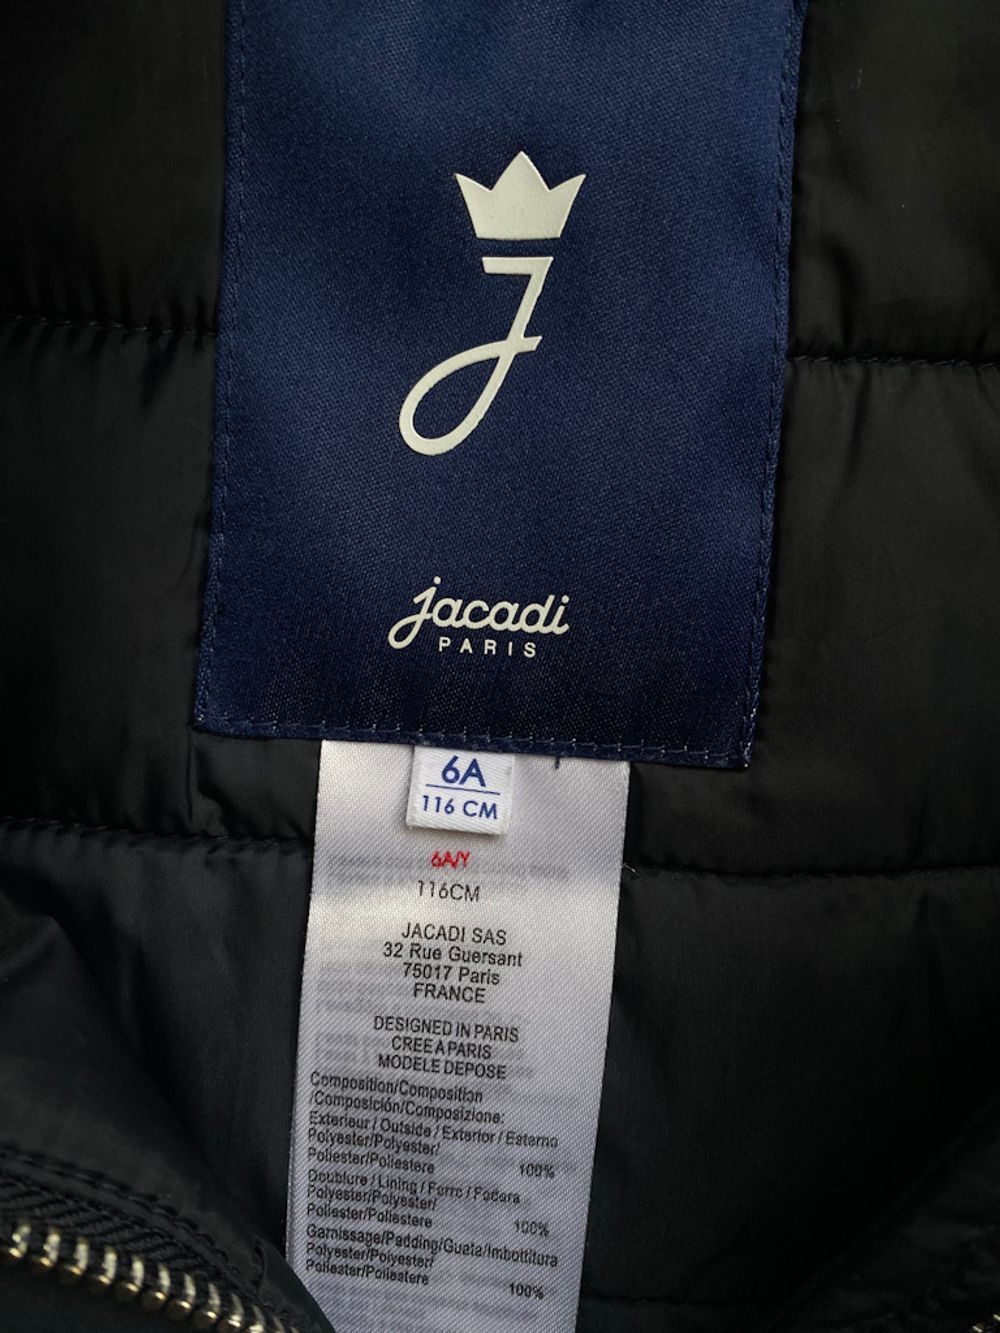 J
jacadi
PARIS
6A
116 CM
6A/Y
116CM
JACADI SAS
32 Rue Guersant
75017 Paris
FRANCE
DESIGNED IN PARIS
CREE A PARIS
MODELE DEPOSE
Composition/Composition
/Composición/Composizione:
Exterieur / Outside / Exterior / Esterno
Polyester/Polyester/
Poliester/Poliestere 100%
Doublure / Lining / Forro / Fodera
Polyester/Polyester/
Poliester/Poliestere 100%
Garnissage/Padding/Guata/Imbottitura
Polyester/Polyester/
Poliester/Poliestere 100%